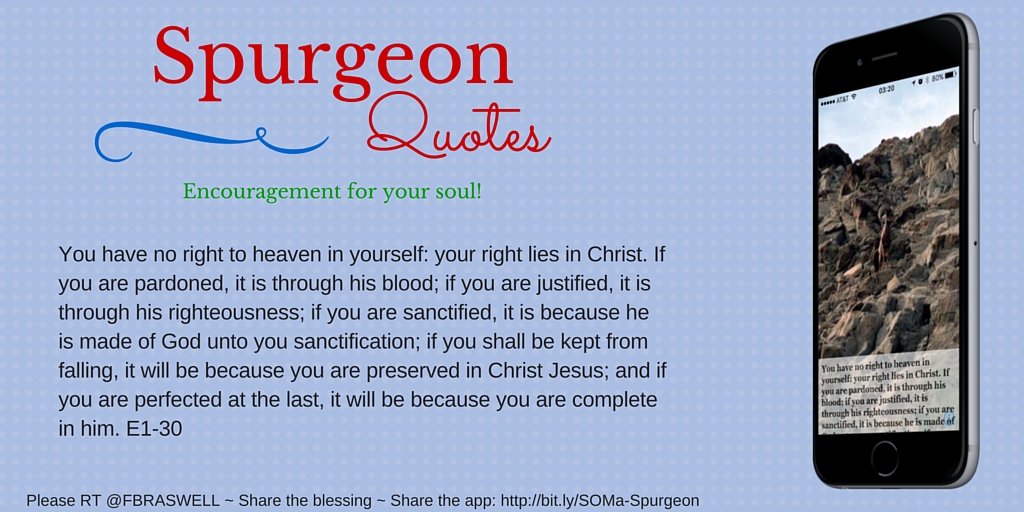 Spurgeon
Quotes
Encouragement for your soul!
You have no right to heaven in yourself: your right lies in Christ. If
you are pardoned, it is through his blood; if you are justified, it is
through his righteousness; if you are sanctified, it is because he
is made of God unto you sanctification; if you shall be kept from
falling, it will be because you are preserved in Christ Jesus; and if
you are perfected at the last, it will be because you are complete
in him. E1-30
Please RT @FBRASWELL ~ Share the blessing ~ Share the app: http://bit.ly/SOMa-Spurgeon
AT&T 03:20 80%
You have no right to heaven in
yourself: your right lies in Christ. If
you are pardoned, it is through his
blood; if you are justified, it is
through his righteousness; if you are
sanctified, it is because he is made of